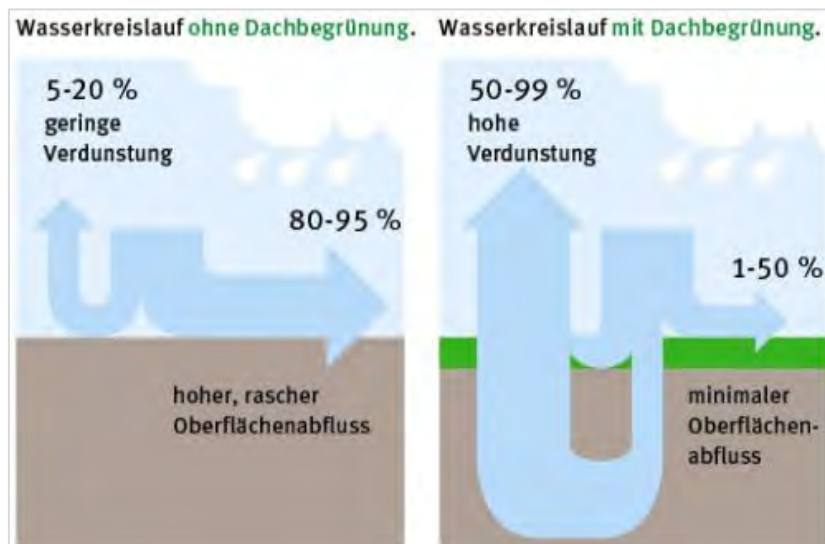 Wasserkreislauf ohne Dachbegrünung.
5-20 %
geringe
Verdunstung
80-95 %
hoher, rascher
Oberflächenabfluss
Wasserkreislauf mit Dachbegrünung.
50-99 %
hohe
Verdunstung
1-50 %
minimaler
Oberflächen-
abfluss